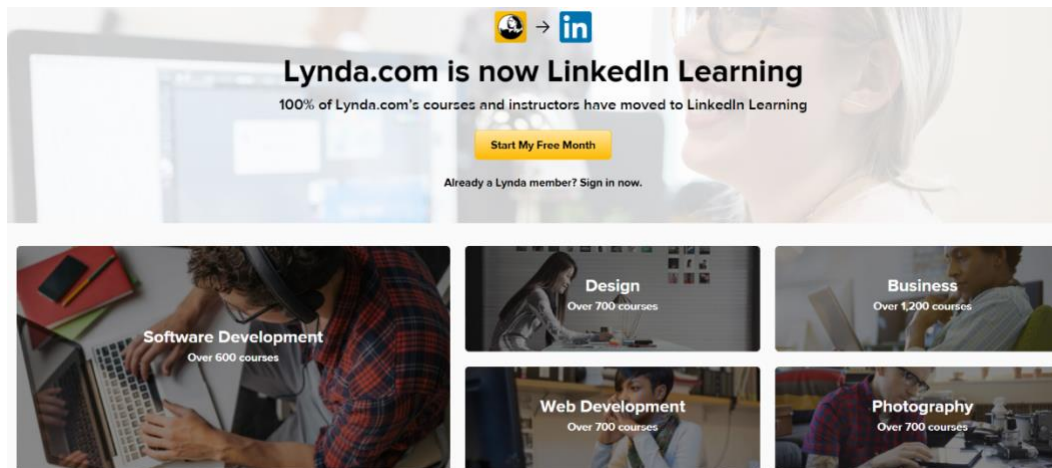 in
Lynda.com is now LinkedIn Learning
100% of Lynda.com's courses and instructors have moved to LinkedIn Learning
Start My Free Month
Already a Lynda member? Sign in now.
Software Development
Over 600 courses
Design
Over 700 courses
Business
Over 1,200 courses
Web Development
Over 700 courses
Photography
Over 700 courses